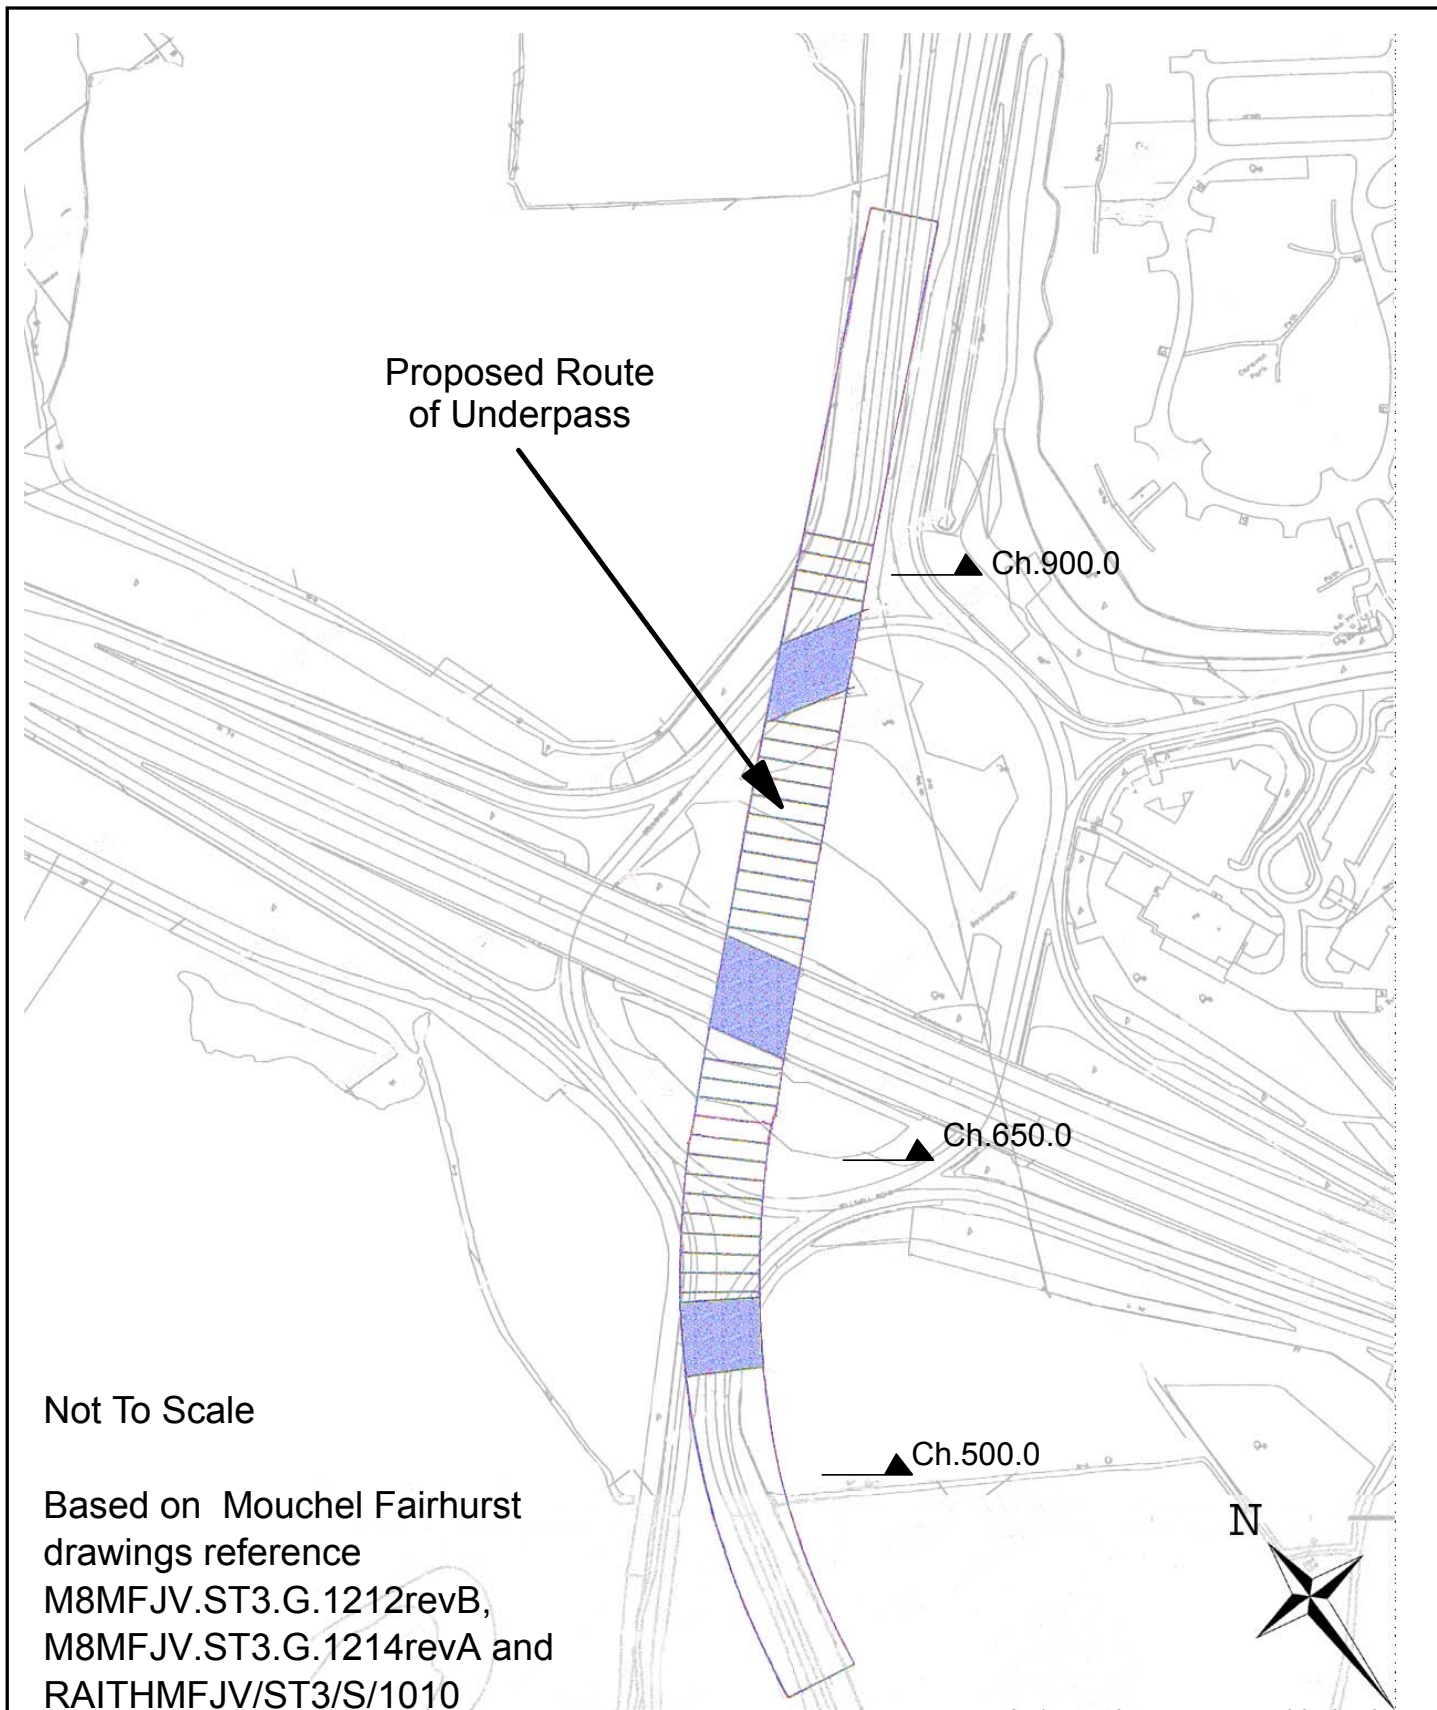 Proposed Route
of Underpass
Ch.900.0
Ch.650.0
Ch.500.0
Not To Scale
Based on Mouchel Fairhurst
drawings reference
M8MFJV.ST3.G.1212revB,
M8MFJV.ST3.G.1214revA and
RAITHMFJV/ST3/S/1010
N